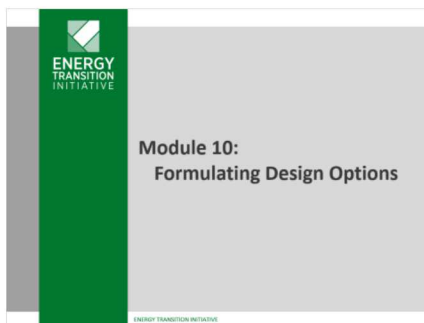 ENERGY
TRANSITION
INITIATIVE
Module 10:
Formulating Design Options
ENERGY TRANSITION INITIATIVE